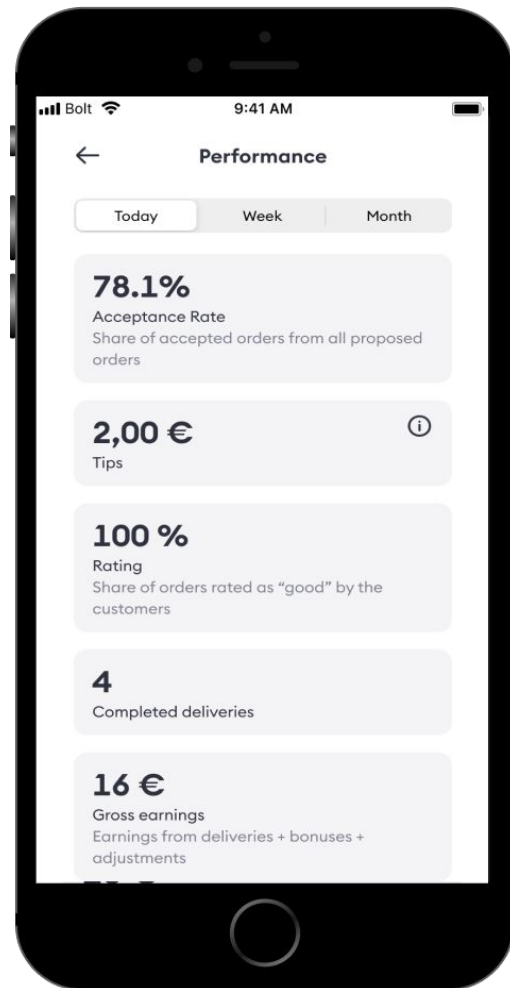 Bolt 9:41 AM
Performance
Today Week Month
78.1%
Acceptance Rate
Share of accepted orders from all proposed
orders
2,00 €
Tips
100 %
Rating
Share of orders rated as “good” by the
customers
4
Completed deliveries
16 €
Gross earnings
Earnings from deliveries + bonuses +
adjustments